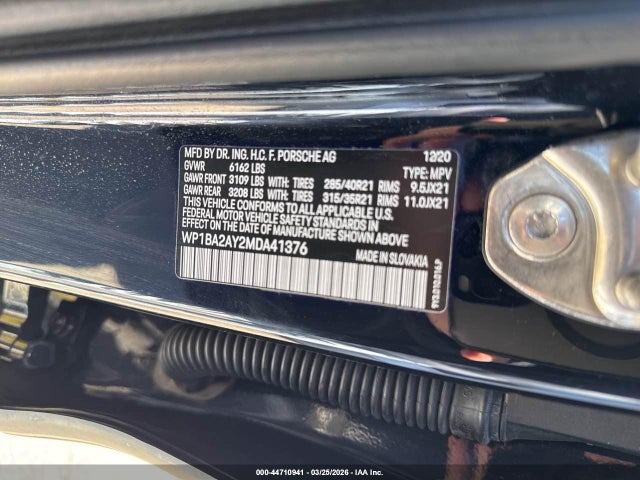 MFD BY DR. ING. H.C. F. PORSCHE AG 12/20
GVWR 6162 LBS TYPE: MPV
GAWR FRONT 3109 LBS WITH: TIRES 285/40R21 RIMS 9.5JX21
GAWR REAR 3208 LBS WITH: TIRES 315/35R21 RIMS 11.0JX21
THIS VEHICLE CONFORMS TO ALL APPLICABLE
FEDERAL MOTOR VEHICLE SAFETY STANDARDS
IN EFFECT ON THE DATE OF
MANUFACTURE SHOWN ABOVE
WP1BA2AY2MDA41376 MADE IN SLOVAKIA
000-44710941 | 03/25/2026 | IAA Inc.